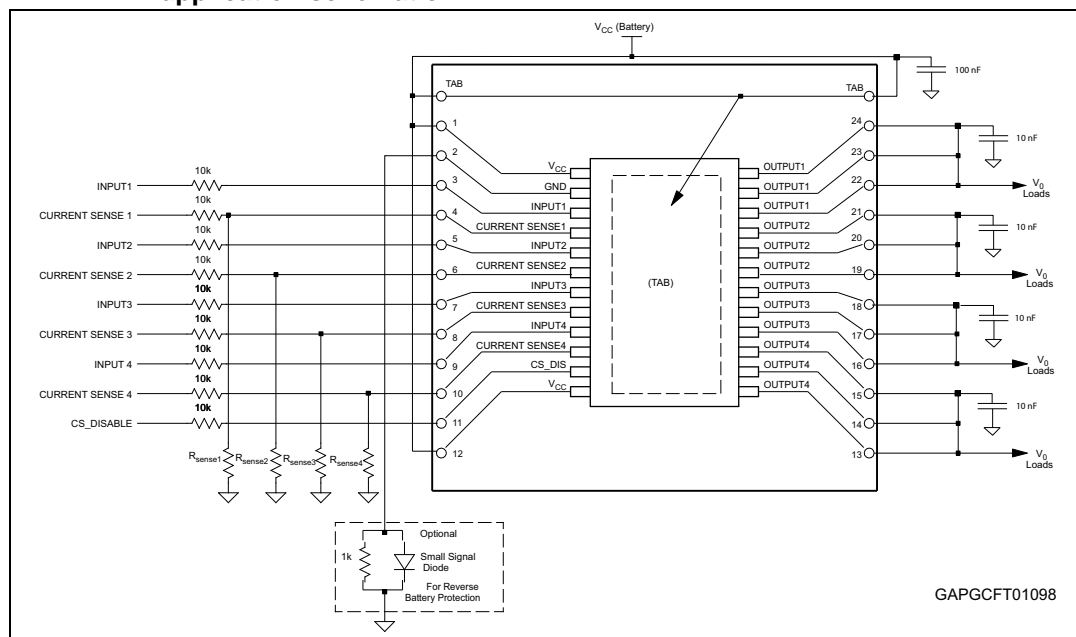 V_CC (Battery)
100 nF
TAB
TAB
1
24
10 nF
2
23
10k
V_CC
OUTPUT1
INPUT1
3
GND
OUTPUT1
22
V_0
Loads
10k
INPUT1
OUTPUT1
CURRENT SENSE 1
4
CURRENT SENSE1
OUTPUT2
21
10 nF
10k
INPUT2
5
INPUT2
OUTPUT2
20
10k
CURRENT SENSE 2
6
CURRENT SENSE2
OUTPUT2
19
V_0
Loads
10k
INPUT3
(TAB)
OUTPUT3
INPUT3
7
CURRENT SENSE3
OUTPUT3
18
10 nF
10k
CURRENT SENSE 3
8
INPUT4
OUTPUT3
17
10k
CURRENT SENSE4
OUTPUT4
INPUT 4
9
CS_DIS
OUTPUT4
16
V_0
Loads
10k
V_CC
OUTPUT4
CURRENT SENSE 4
10
15
10 nF
10k
CS_DISABLE
11
14
12
13
V_0
Loads
R_sense1
R_sense2
R_sense3
R_sense4
Optional
1k
Small Signal
Diode
For Reverse
Battery Protection
GAPGCFT01098